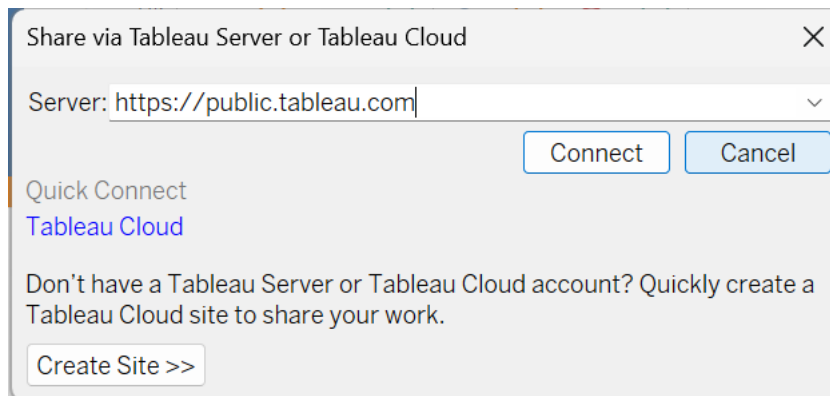 Share via Tableau Server or Tableau Cloud
Server: https://public.tableau.com
Connect Cancel
Quick Connect
Tableau Cloud
Don't have a Tableau Server or Tableau Cloud account? Quickly create a
Tableau Cloud site to share your work.
Create Site >>